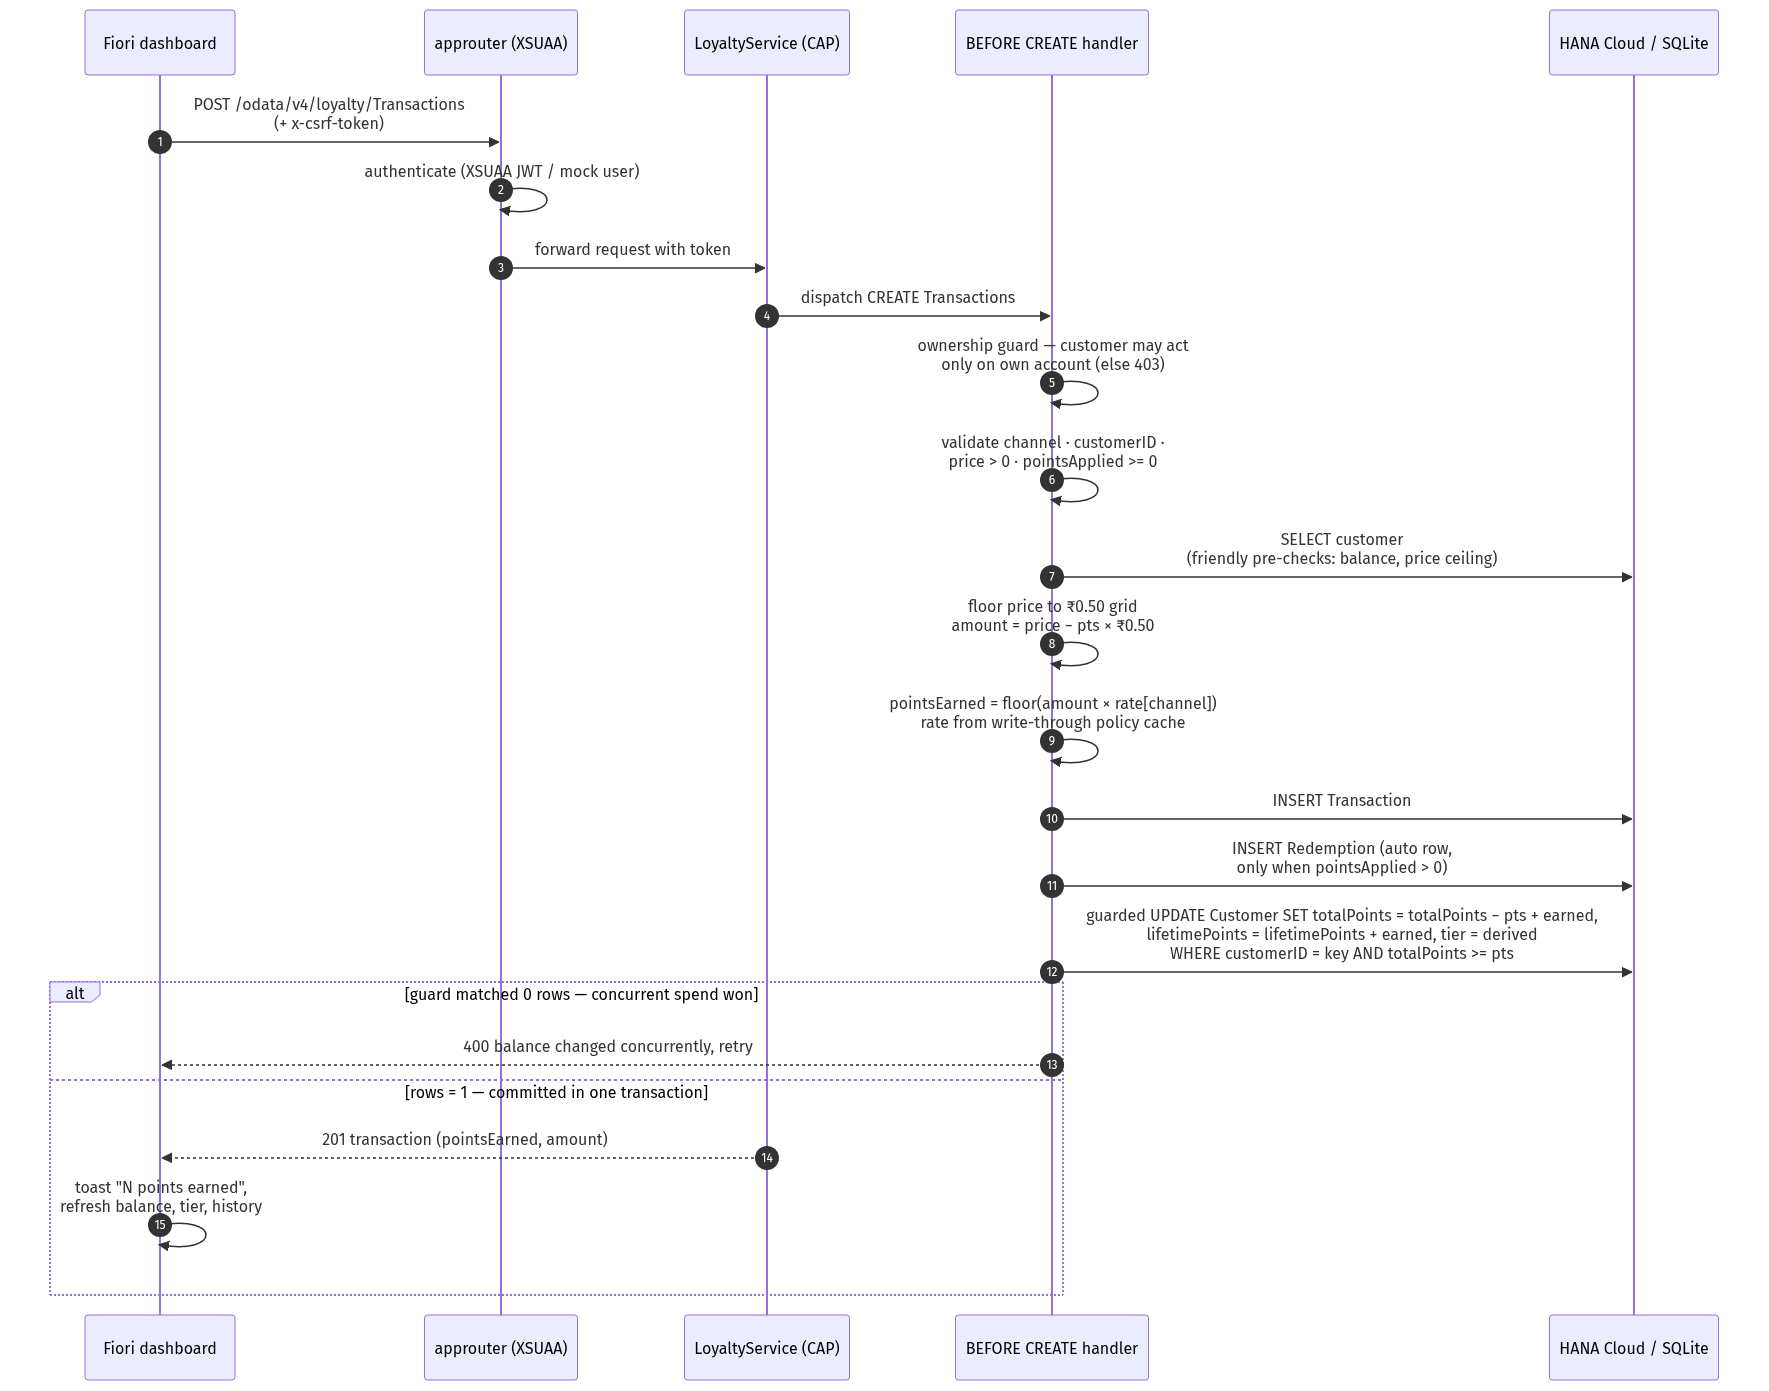 Fiori dashboard
approuter (XSUAA)
LoyaltyService (CAP)
BEFORE CREATE handler
HANA Cloud / SQLite
POST /odata/v4/loyalty/Transactions
(+ x-csrf-token)
1
authenticate (XSUAA JWT / mock user)
2
forward request with token
3
dispatch CREATE Transactions
4
ownership guard — customer may act
only on own account (else 403)
5
validate channel · customerID ·
price > 0 · pointsApplied >= 0
6
SELECT customer
(friendly pre-checks: balance, price ceiling)
7
floor price to ₹0.50 grid
amount = price − pts × ₹0.50
8
pointsEarned = floor(amount × rate[channel])
rate from write-through policy cache
9
INSERT Transaction
10
INSERT Redemption (auto row,
only when pointsApplied > 0)
11
guarded UPDATE Customer SET totalPoints = totalPoints − pts + earned,
lifetimePoints = lifetimePoints + earned, tier = derived
WHERE customerID = key AND totalPoints >= pts
12
alt
[guard matched 0 rows — concurrent spend won]
400 balance changed concurrently, retry
13
[rows = 1 — committed in one transaction]
201 transaction (pointsEarned, amount)
14
toast "N points earned",
refresh balance, tier, history
15
Fiori dashboard
approuter (XSUAA)
LoyaltyService (CAP)
BEFORE CREATE handler
HANA Cloud / SQLite